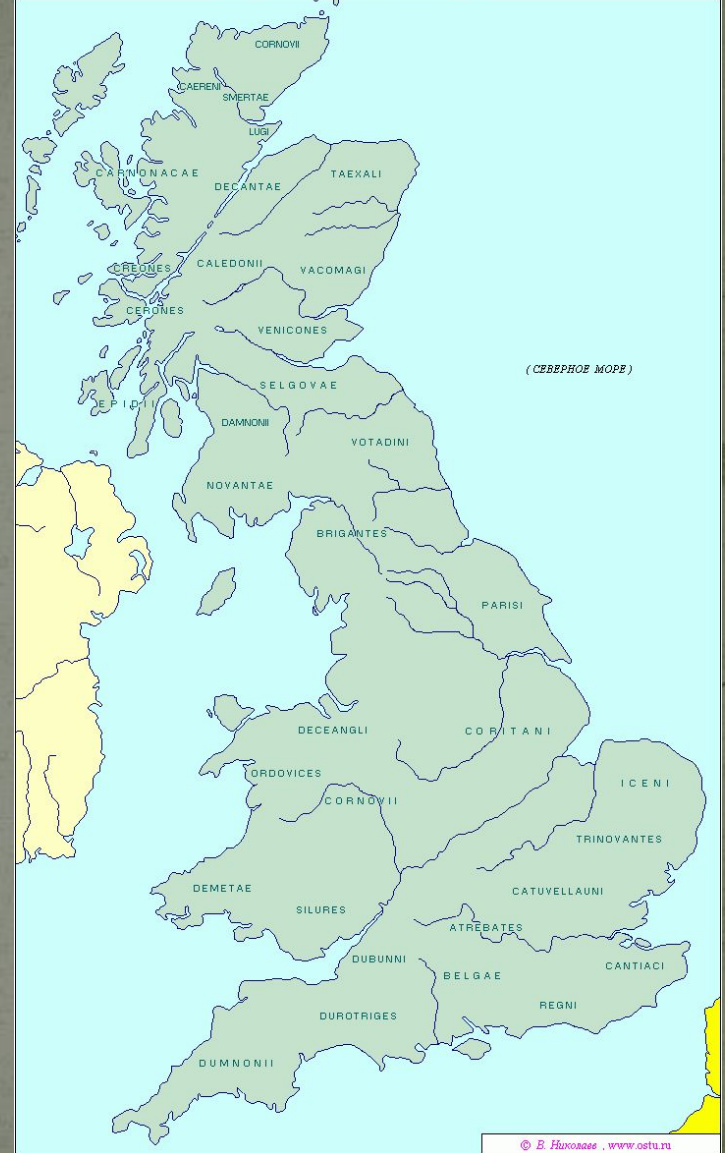 CORNOVII
CAERENI
SMERTAE
LUGI
CARNONACAE
TAEXALI
DECANTAE
CALEDONII
CREONES
VACOMAGI
CERONES
VENICONES
(СЕВЕРНОЕ МОРЕ)
SELGOVAE
EPIDII
DAMNONII
VOTADINI
NOVANTAE
BRIGANTES
PARISI
DECEANGLI
CORITANI
ORDOVICES
ICENI
CORNOVII
TRINOVANTES
DEMETAE
CATUVELLAUNI
SILURES
ATREBATES
DUBUNNI
CANTIACI
BELGAE
REGNI
DUROTRIGES
DUMNONII
© В. Николаев , www.ostu.ru